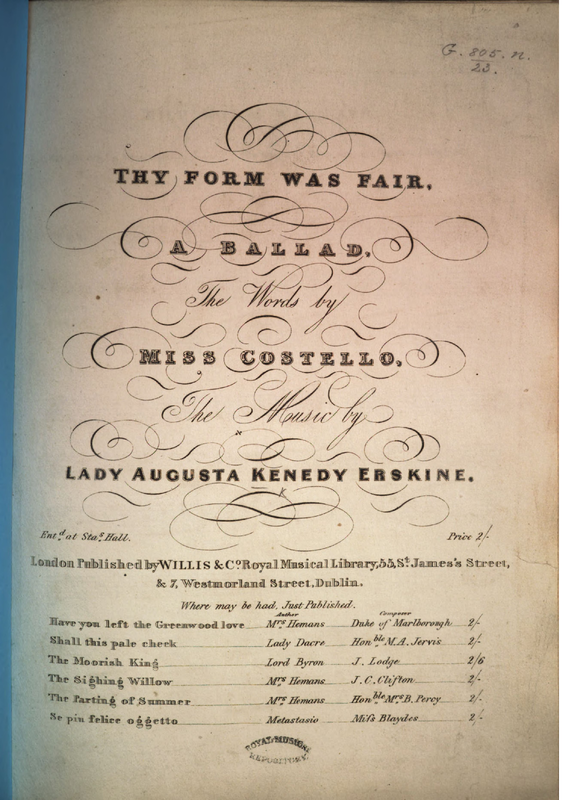 G. 805. n.
23.
THY FORM WAS FAIR,
A BALLAD,
The Words by
MISS COSTELLO,
The Music by
LADY AUGUSTA KENEDY ERSKINE.
K
Entd. at Stas. Hall.
Price 2/-
London Published by WILLIS & Co. Royal Musical Library, 55, St. James's Street,
& 7, Westmorland Street, Dublin.
Where may be had, Just Published.
Author Composer
Have you left the Greenwood love Mrs Hemans Duke of Marlborough 2/-
Shall this pale cheek Lady Dacre Honble. M.A. Jervis 2/-
The Moorish King Lord Byron J. Lodge 2/6
The Sighing Willow Mrs Hemans J. C. Clifton 2/-
The Parting of Summer Mrs Hemans Honble. Mrs B. Percy 2/-
Se piu felice oggetto Metastasio Miss Blaydes 2/-
ROYAL MUSICAL
REPOSITORY